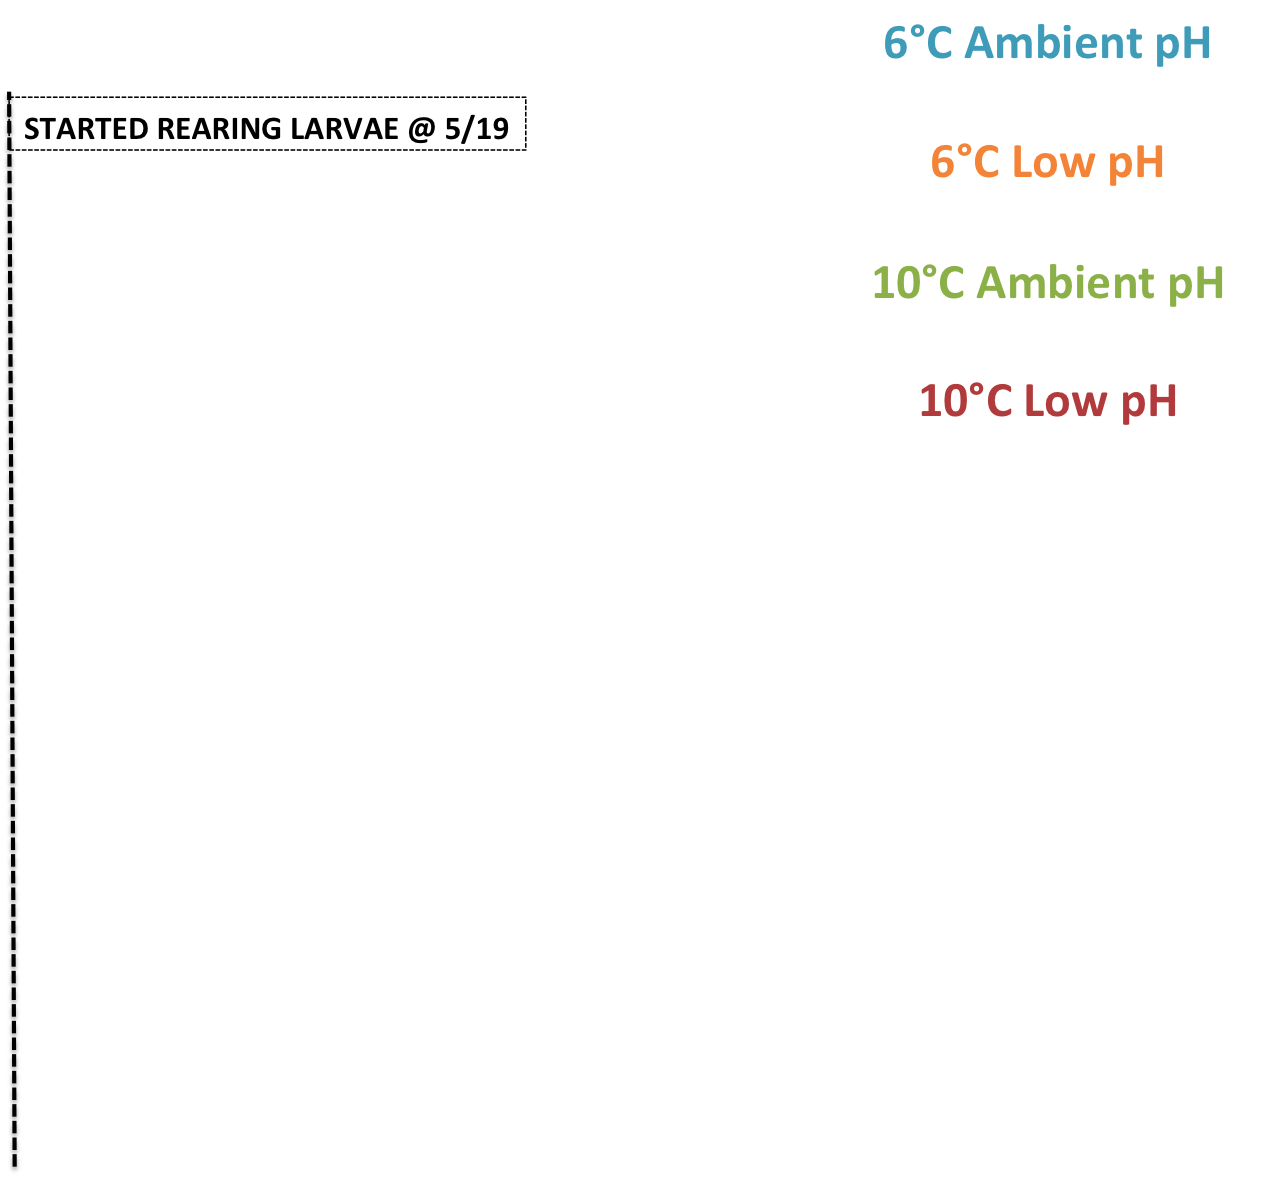 6°C Ambient pH
STARTED REARING LARVAE @ 5/19
6°C Low pH
10°C Ambient pH
10°C Low pH